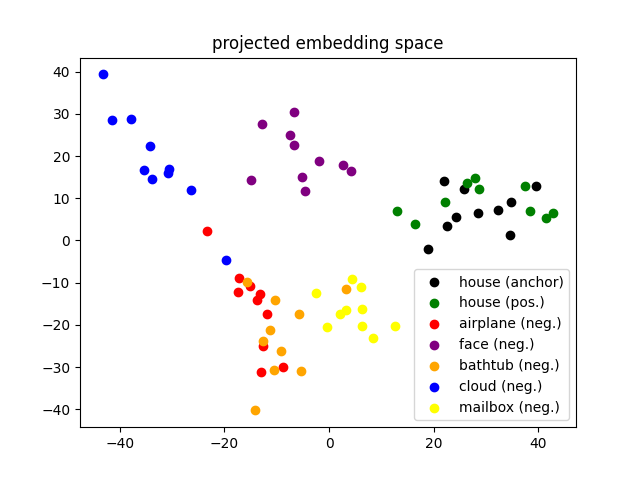 projected embedding space
40
30
20
10
0
−10
−20
−30
−40
house (anchor)
house (pos.)
airplane (neg.)
face (neg.)
bathtub (neg.)
cloud (neg.)
mailbox (neg.)
−40 −20 0 20 40